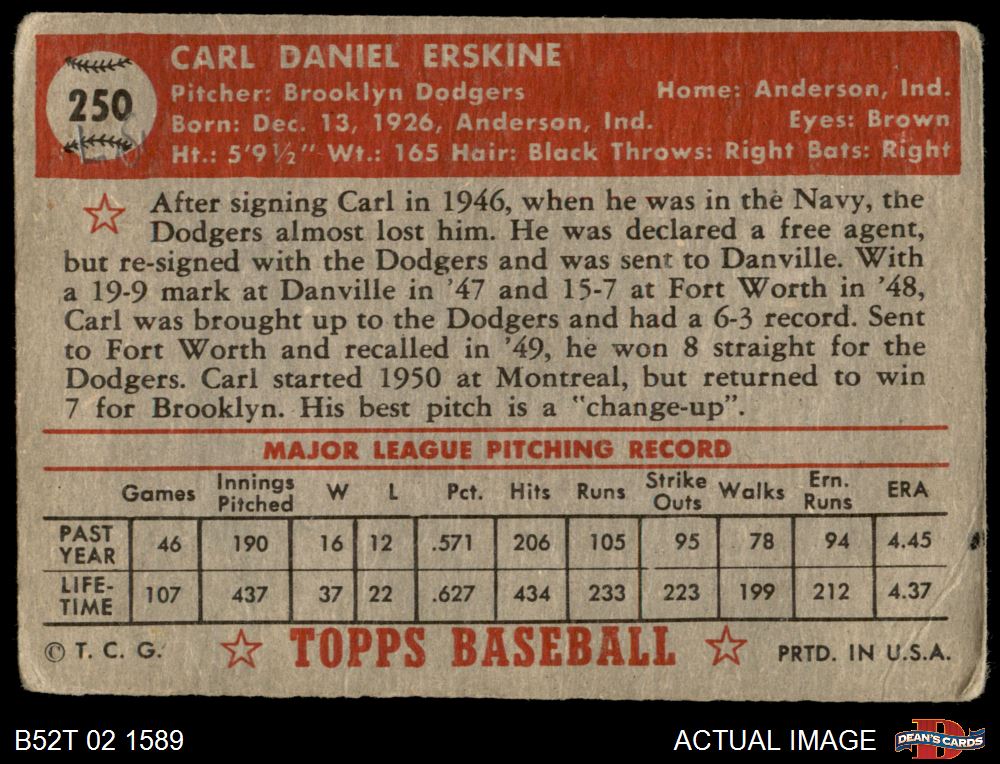 250
CARL DANIEL ERSKINE
Pitcher: Brooklyn Dodgers Home: Anderson, Ind.
Born: Dec. 13, 1926, Anderson, Ind. Eyes: Brown
Ht.: 5'9½" Wt.: 165 Hair: Black Throws: Right Bats: Right
After signing Carl in 1946, when he was in the Navy, the
Dodgers almost lost him. He was declared a free agent,
but re-signed with the Dodgers and was sent to Danville. With
a 19-9 mark at Danville in '47 and 15-7 at Fort Worth in '48,
Carl was brought up to the Dodgers and had a 6-3 record. Sent
to Fort Worth and recalled in '49, he won 8 straight for the
Dodgers. Carl started 1950 at Montreal, but returned to win
7 for Brooklyn. His best pitch is a "change-up".
MAJOR LEAGUE PITCHING RECORD
Games Innings Pitched W L Pct. Hits Runs Strike Outs Walks Ern. Runs ERA
PAST YEAR 46 190 16 12 .571 206 105 95 78 94 4.45
LIFE-TIME 107 437 37 22 .627 434 233 223 199 212 4.37
© T. C. G. TOPPS BASEBALL PRTD. IN U.S.A.
B52T 02 1589 ACTUAL IMAGE DEAN'S CARDS